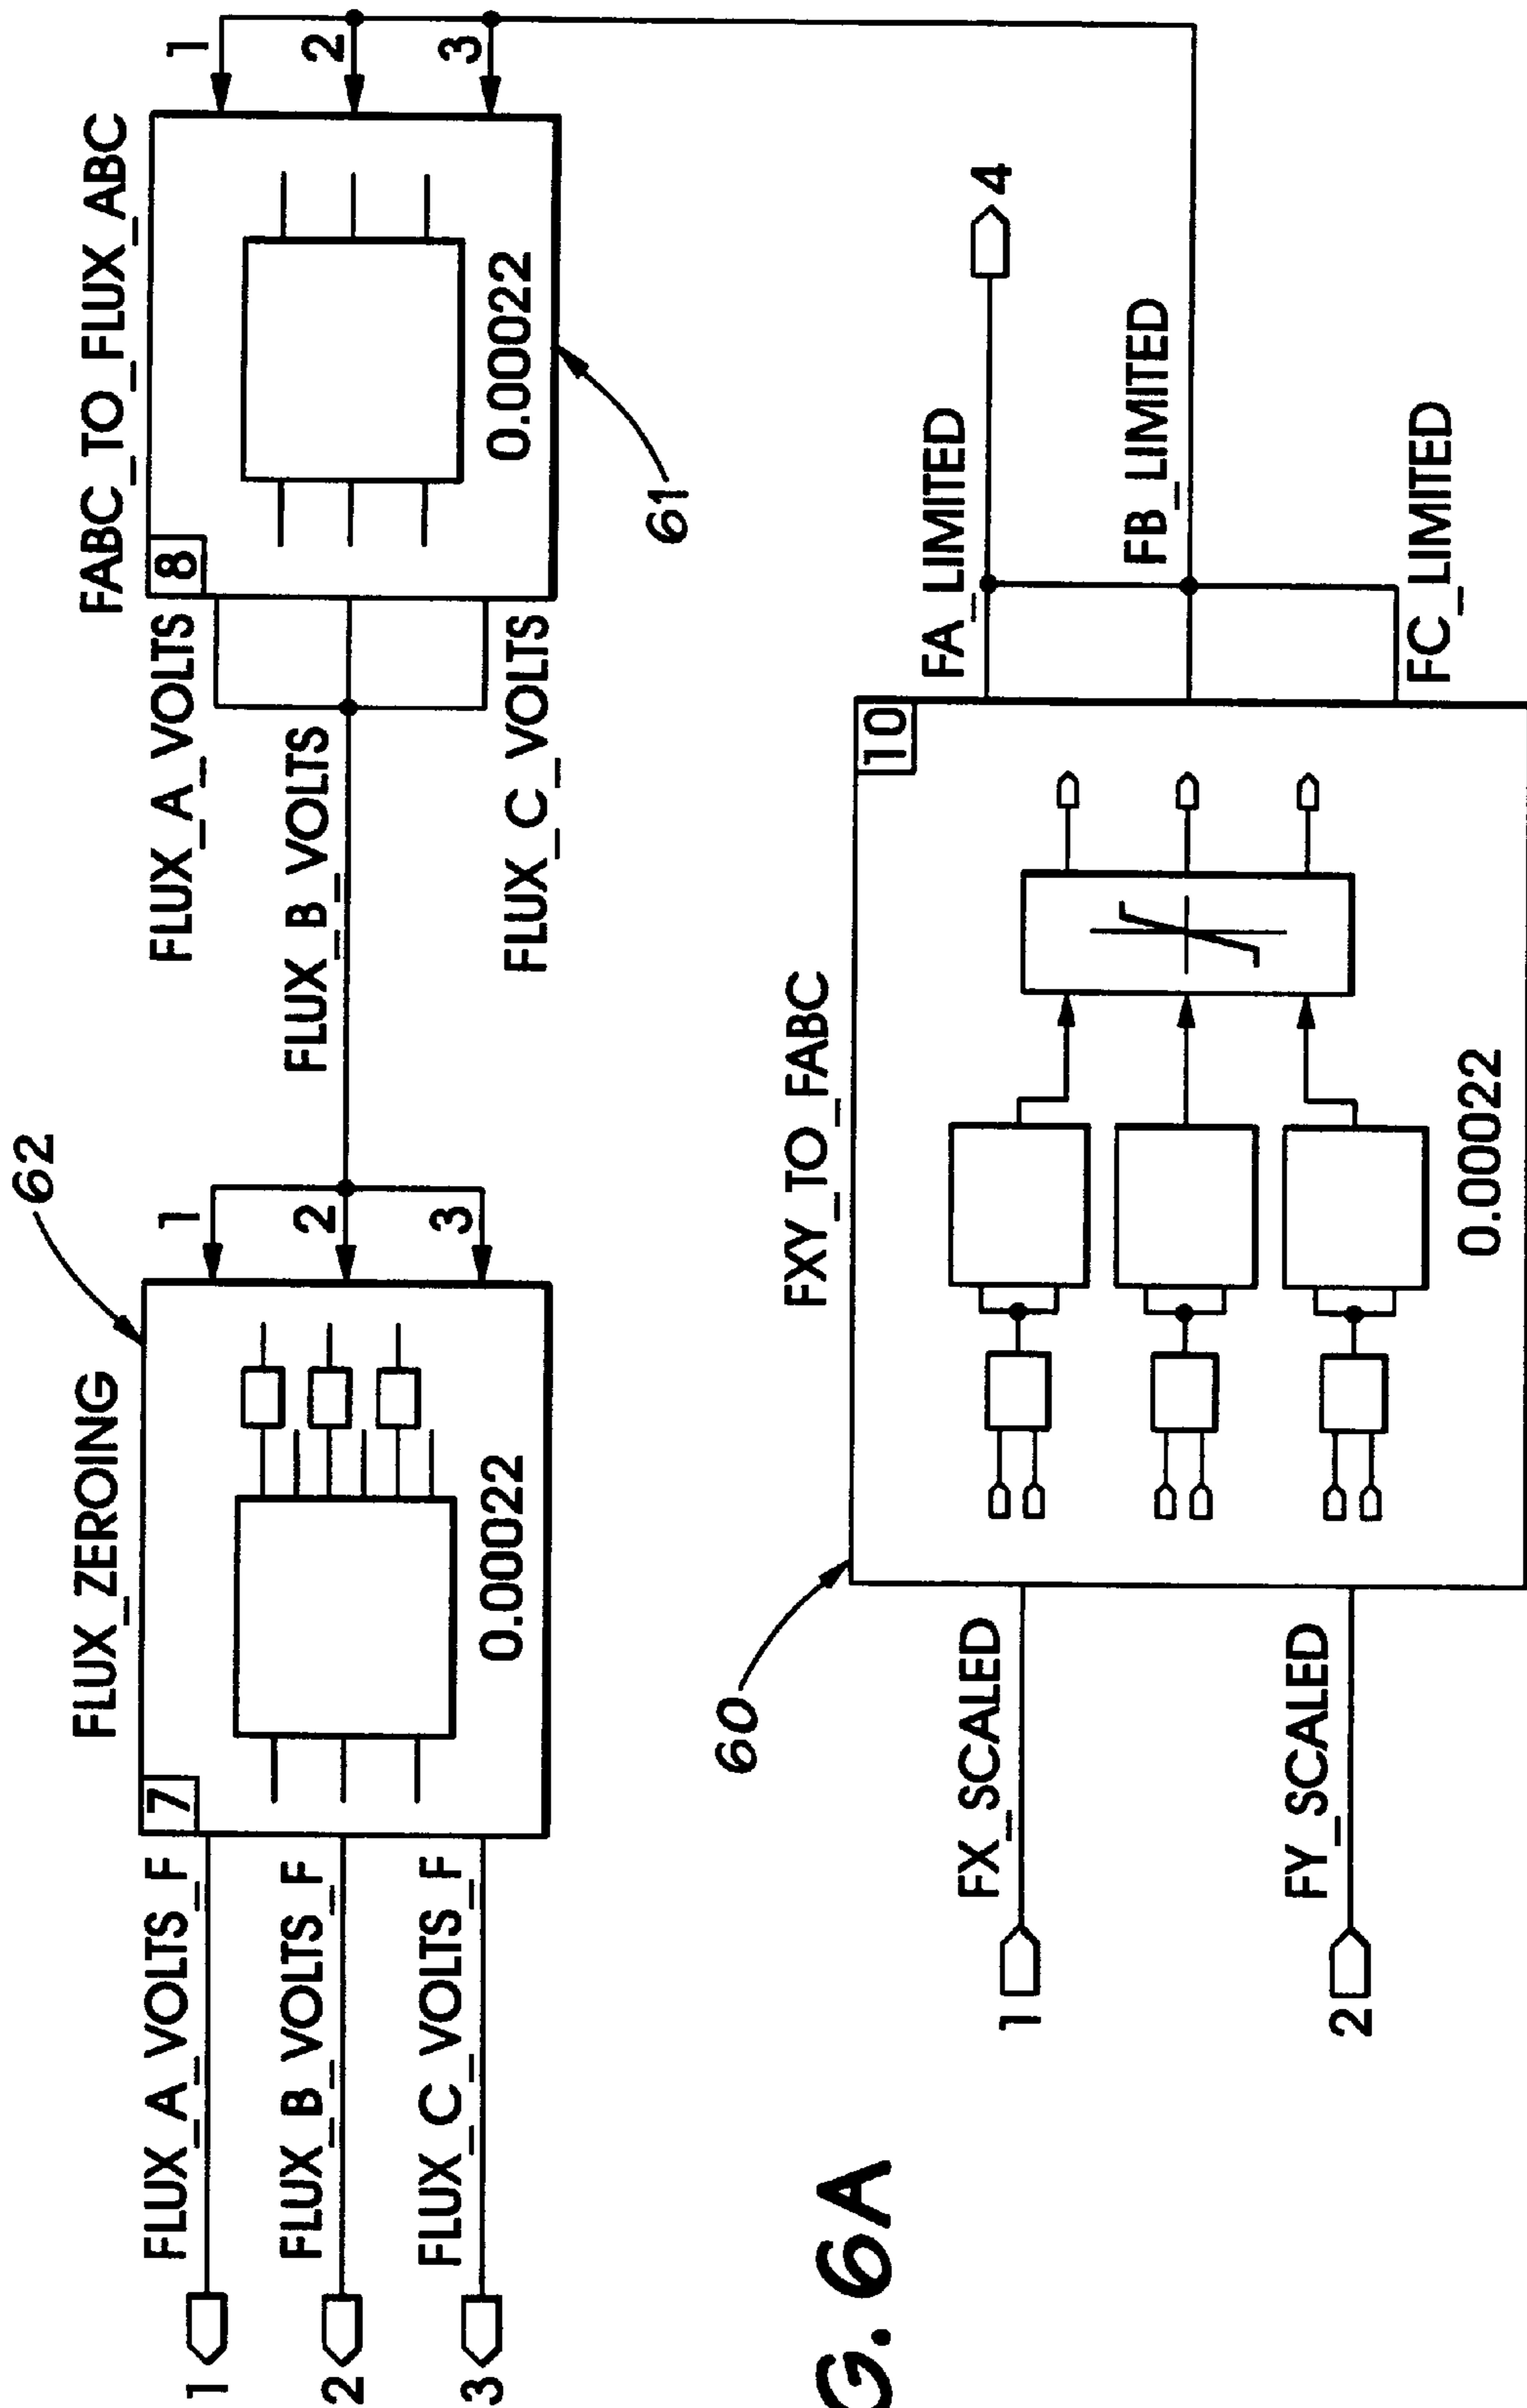 62
FLUX_ZEROING
FABC_TO_FLUX_ABC
FLUX_A_VOLTS_F
7
1
FLUX_A_VOLTS
8
1
1
FLUX_B_VOLTS_F
2
FLUX_B_VOLTS
2
2
FLUX_C_VOLTS_F
3
3
3
0.00022
FLUX_C_VOLTS
0.00022
61
60
FXY_TO_FABC
G. 6A
10
FX_SCALED
FA_LIMITED
1
4
FB_LIMITED
FY_SCALED
2
FC_LIMITED
0.00022